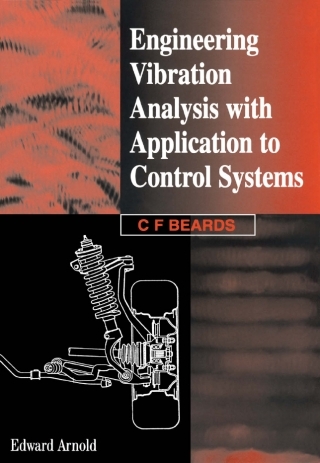 Engineering
Vibration
Analysis with
Application to
Control Systems
C F BEARDS
Edward Arnold